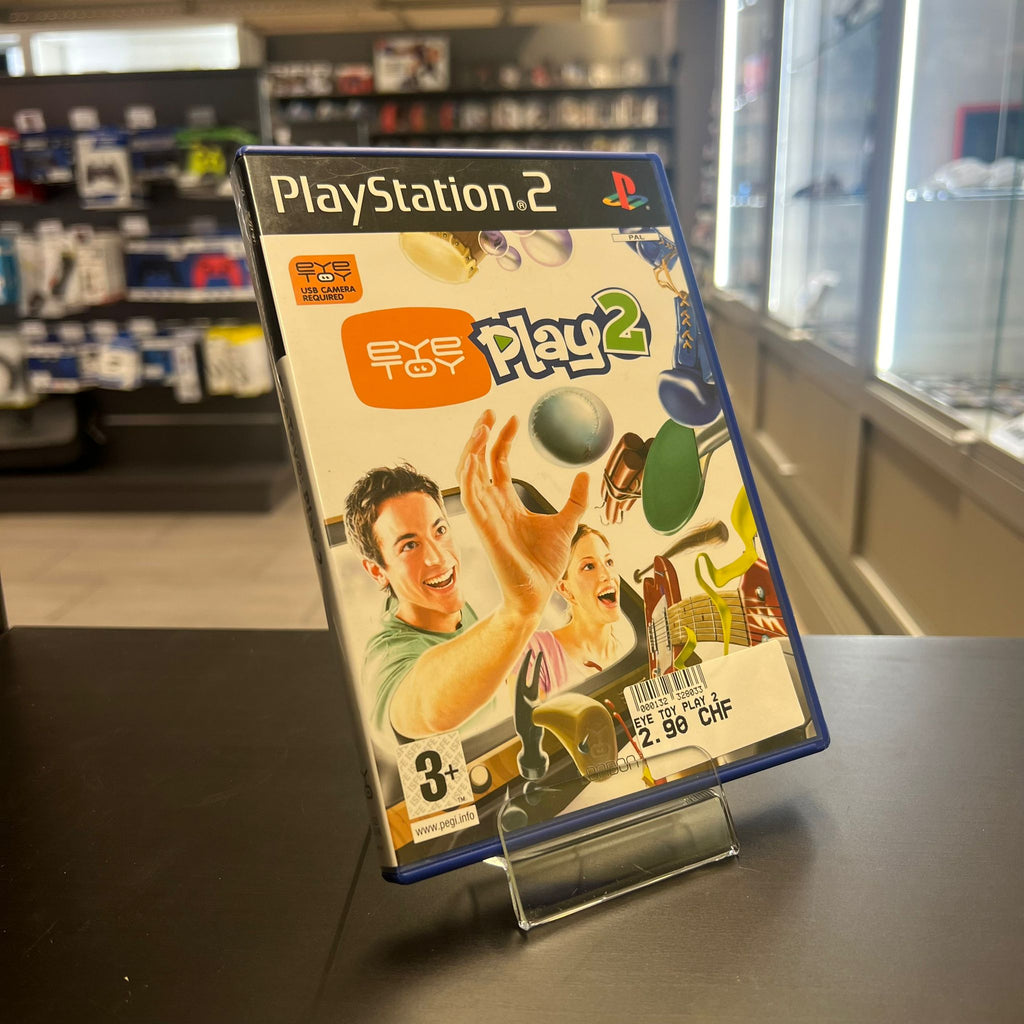 PlayStation®2
PAL
EYE
TOY
USB CAMERA
REQUIRED
EYE
TOY
Play2
000132 328033
EYE TOY PLAY 2
2.90 CHF
3+
TM
www.pegi.info